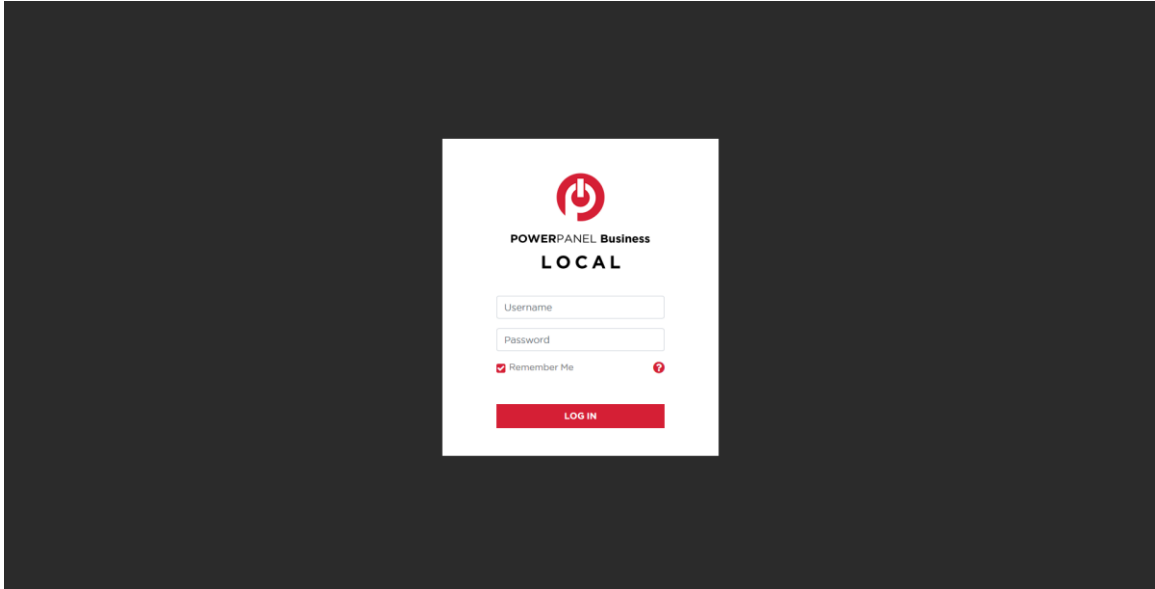 POWERPANEL Business
LOCAL
Username
Password
Remember Me
?
LOG IN